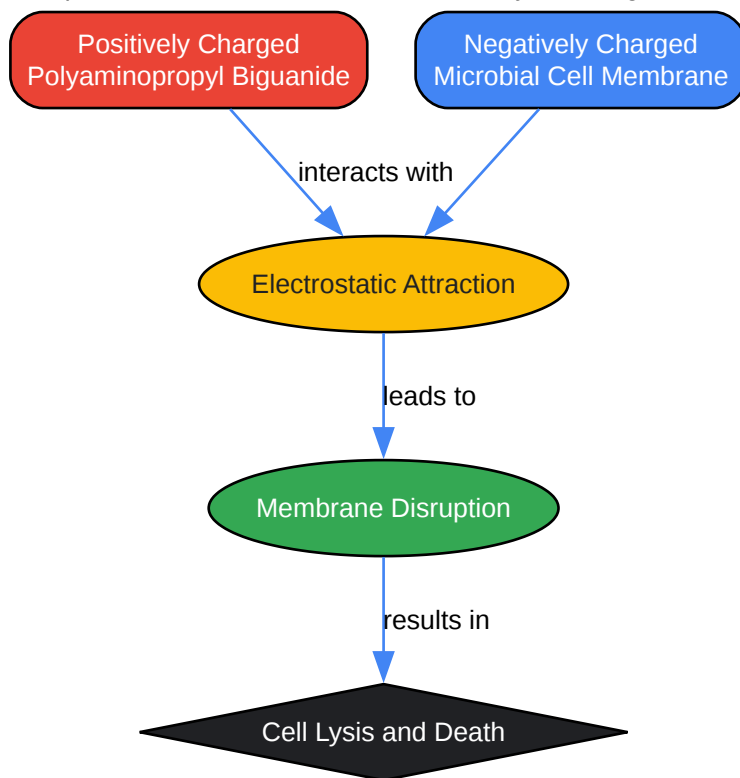 Positively Charged
Polyaminopropyl Biguanide
Negatively Charged
Microbial Cell Membrane
interacts with
Electrostatic Attraction
leads to
Membrane Disruption
results in
Cell Lysis and Death